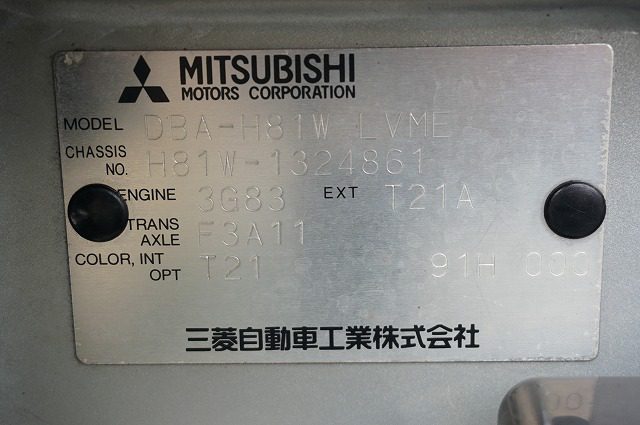 MITSUBISHI
MOTORS CORPORATION
MODEL DBA-H81W LVME
CHASSIS NO. H81W-1324861
ENGINE 3G83 EXT T21A
TRANS AXLE F3A11
COLOR, INT OPT T21 91H 000
三菱自動車工業株式会社